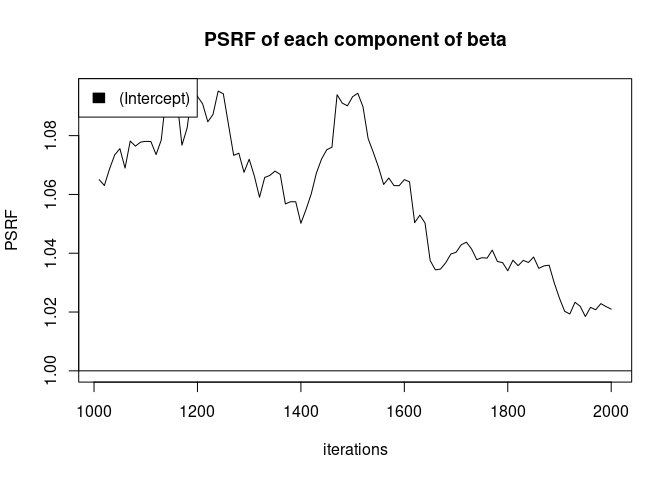 PSRF of each component of beta
(Intercept)
PSRF
1.08
1.06
1.04
1.02
1.00
1000 1200 1400 1600 1800 2000
iterations